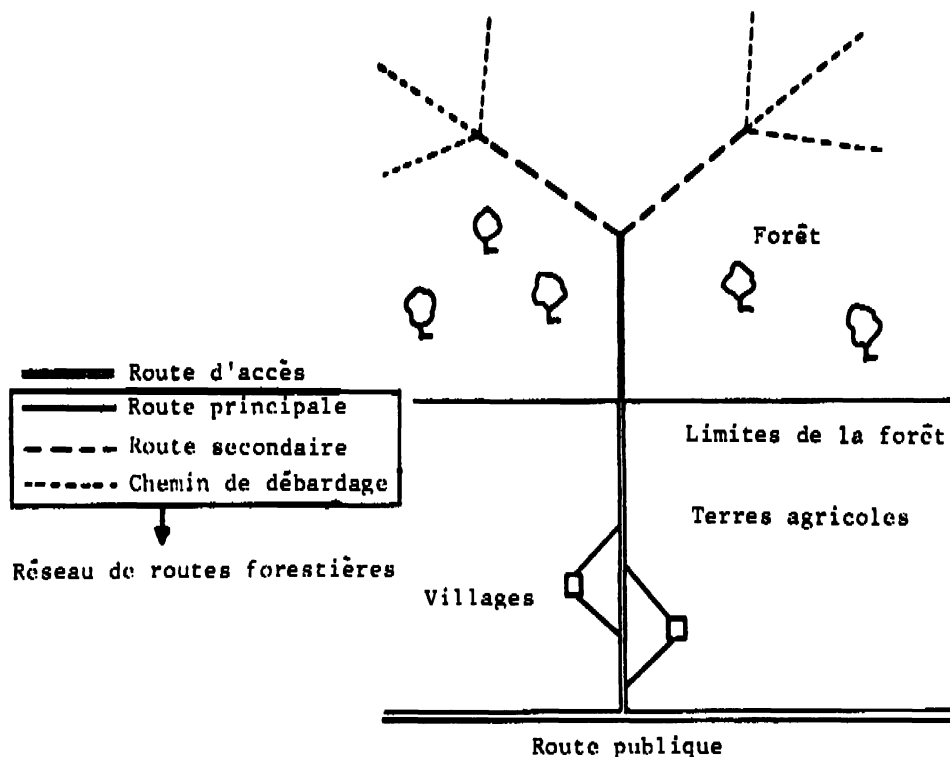 Forêt
Route d'accès
Route principale
Route secondaire
Chemin de débardage
Réseau de routes forestières
Limites de la forêt
Terres agricoles
Villages
Route publique